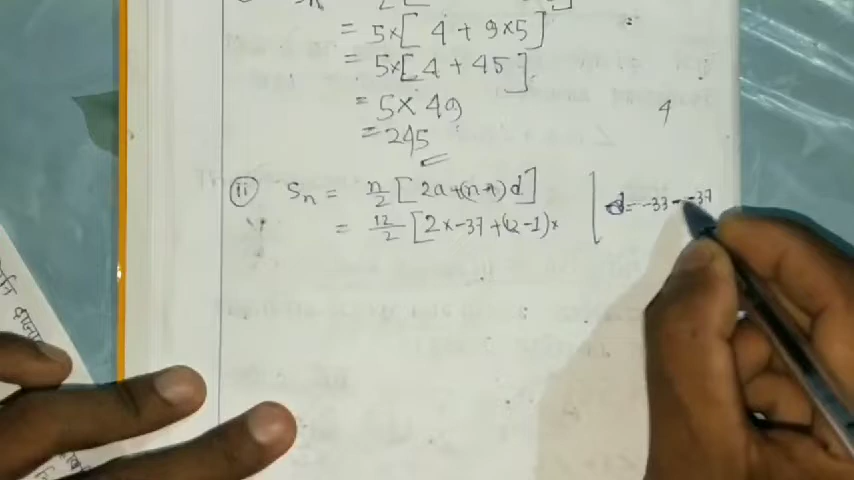 = 5×[ 4 + 9×5 ]
= 5×[ 4 + 45 ]
= 5 × 49
4
= 245
(ii) Sn = n/2 [ 2a+(n-1) d ]
d = -33 - -37
= 12/2 [ 2×-37 +(12-1)×